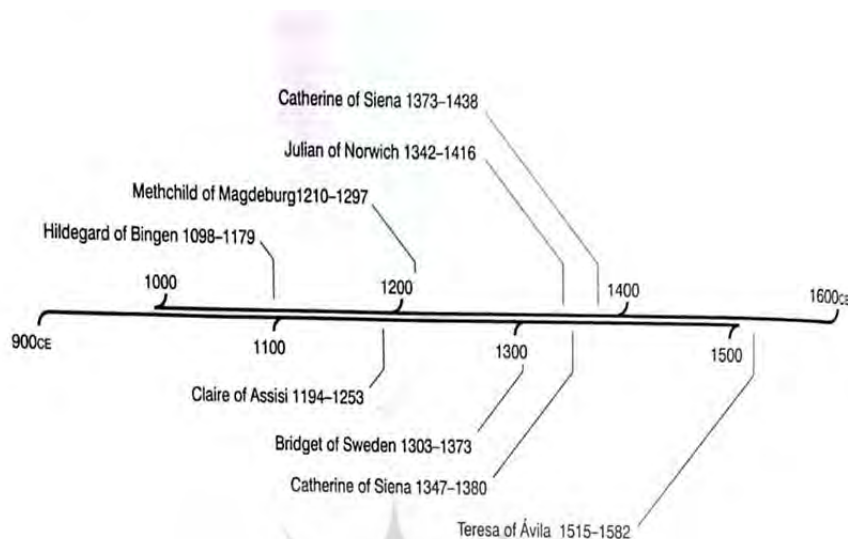 Catherine of Siena 1373–1438
Julian of Norwich 1342–1416
Methchild of Magdeburg1210–1297
Hildegard of Bingen 1098–1179
1000
1200
1400
1600CE
900CE
1100
1300
1500
Claire of Assisi 1194–1253
Bridget of Sweden 1303–1373
Catherine of Siena 1347–1380
Teresa of Ávila 1515–1582